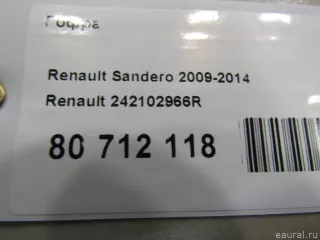 Гофра
Renault Sandero 2009-2014
Renault 242102966R
80 712 118
eaural.ru